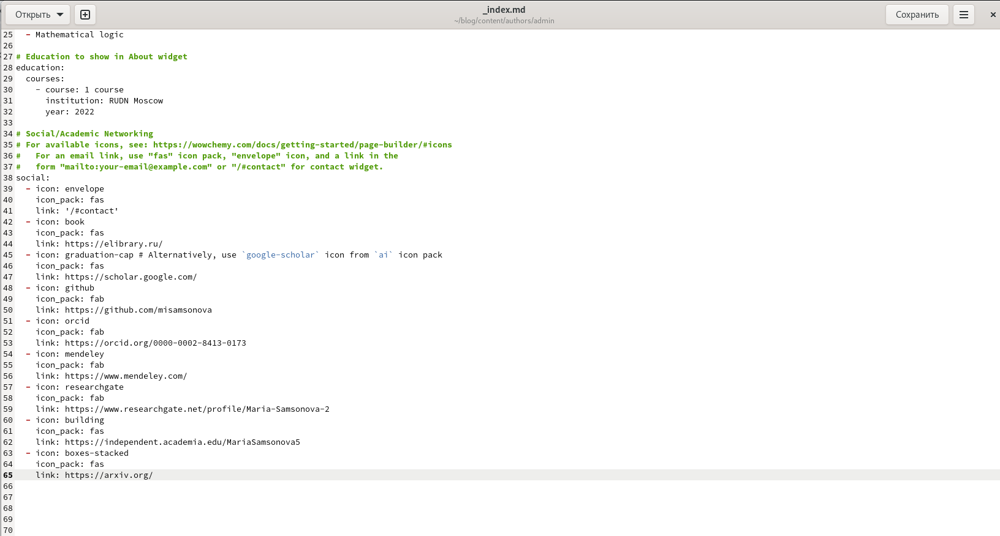 Открыть
_index.md
~/blog/content/authors/admin
Сохранить
25   - Mathematical logic
26
27 # Education to show in About widget
28 education:
29   courses:
30     - course: 1 course
31       institution: RUDN Moscow
32       year: 2022
33
34 # Social/Academic Networking
35 # For available icons, see: https://wowchemy.com/docs/getting-started/page-builder/#icons
36 #   For an email link, use "fas" icon pack, "envelope" icon, and a link in the
37 #   form "mailto:your-email@example.com" or "/#contact" for contact widget.
38 social:
39   - icon: envelope
40     icon_pack: fas
41     link: '/#contact'
42   - icon: book
43     icon_pack: fas
44     link: https://elibrary.ru/
45   - icon: graduation-cap # Alternatively, use `google-scholar` icon from `ai` icon pack
46     icon_pack: fas
47     link: https://scholar.google.com/
48   - icon: github
49     icon_pack: fab
50     link: https://github.com/misamsonova
51   - icon: orcid
52     icon_pack: fab
53     link: https://orcid.org/0000-0002-8413-0173
54   - icon: mendeley
55     icon_pack: fab
56     link: https://www.mendeley.com/
57   - icon: researchgate
58     icon_pack: fab
59     link: https://www.researchgate.net/profile/Maria-Samsonova-2
60   - icon: building
61     icon_pack: fas
62     link: https://independent.academia.edu/MariaSamsonova5
63   - icon: boxes-stacked
64     icon_pack: fas
65     link: https://arxiv.org/
66
67
68
69
70